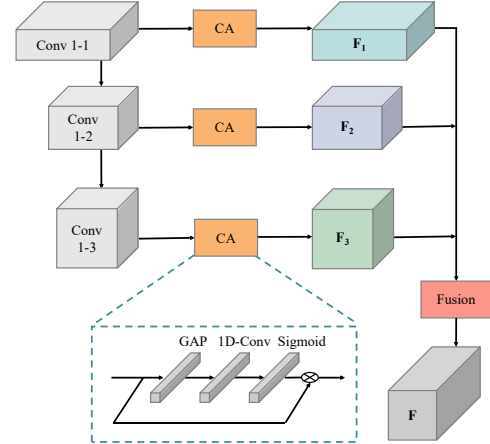 Conv 1-1
CA
F₁
Conv
1-2
CA
F₂
Conv
1-3
CA
F₃
Fusion
GAP 1D-Conv Sigmoid
F